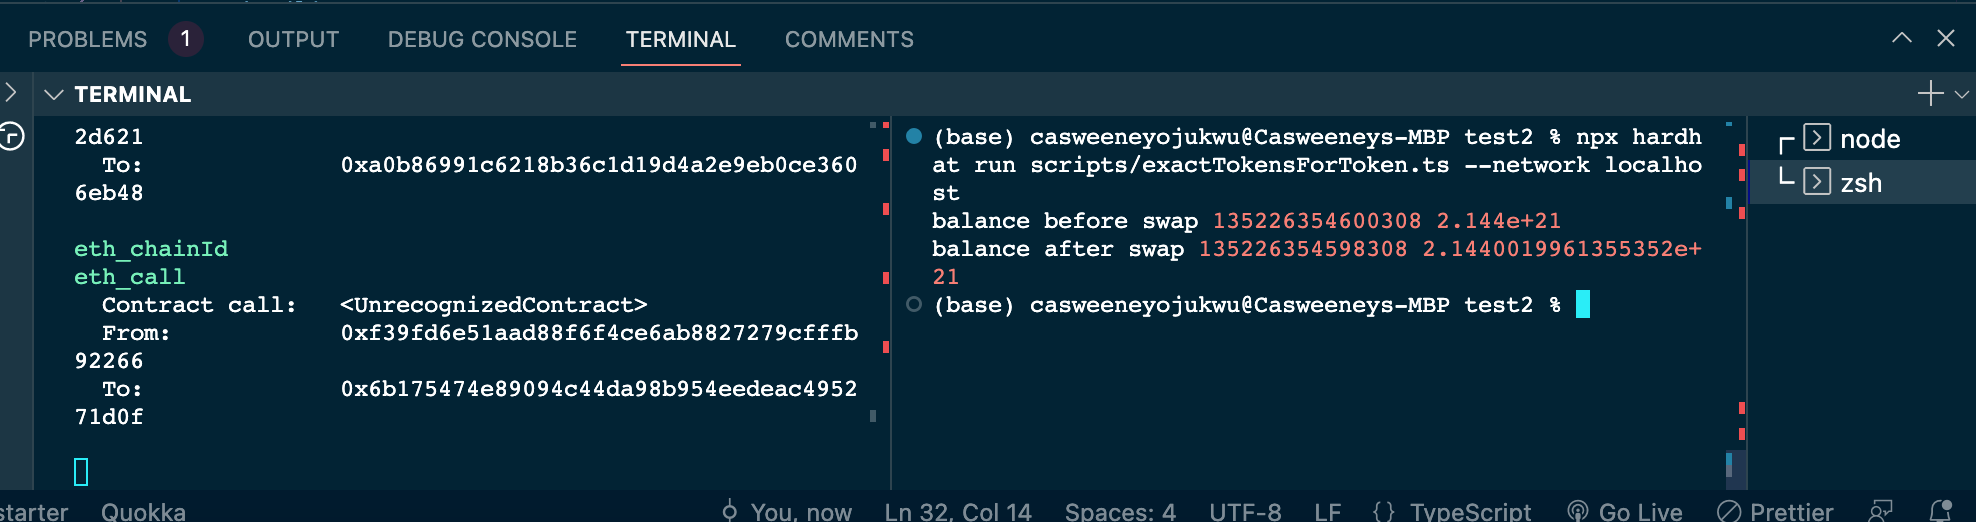 PROBLEMS 1 OUTPUT DEBUG CONSOLE TERMINAL COMMENTS
TERMINAL
2d621
To: 0xa0b86991c6218b36c1d19d4a2e9eb0ce360
6eb48
eth_chainId
eth_call
Contract call: <UnrecognizedContract>
From: 0xf39fd6e51aad88f6f4ce6ab8827279cfffb
92266
To: 0x6b175474e89094c44da98b954eedeac4952
71d0f
(base) casweeneyojukwu@Casweeneys-MBP test2 % npx hardh
at run scripts/exactTokensForToken.ts --network localho
st
balance before swap 135226354600308 2.144e+21
balance after swap 135226354598308 2.1440019961355352e+
21
(base) casweeneyojukwu@Casweeneys-MBP test2 %
node
zsh
starter Quokka You, now Ln 32, Col 14 Spaces: 4 UTF-8 LF {} TypeScript Go Live Prettier